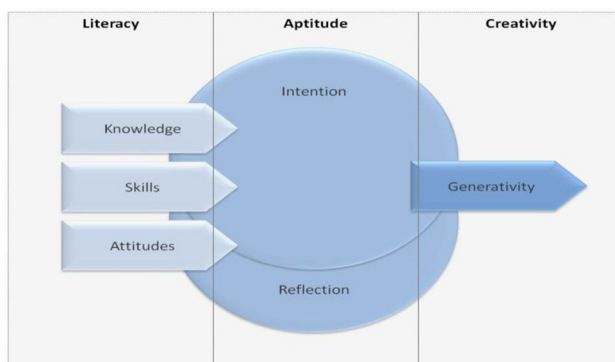 Literacy
Aptitude
Creativity
Intention
Knowledge
Skills
Generativity
Attitudes
Reflection